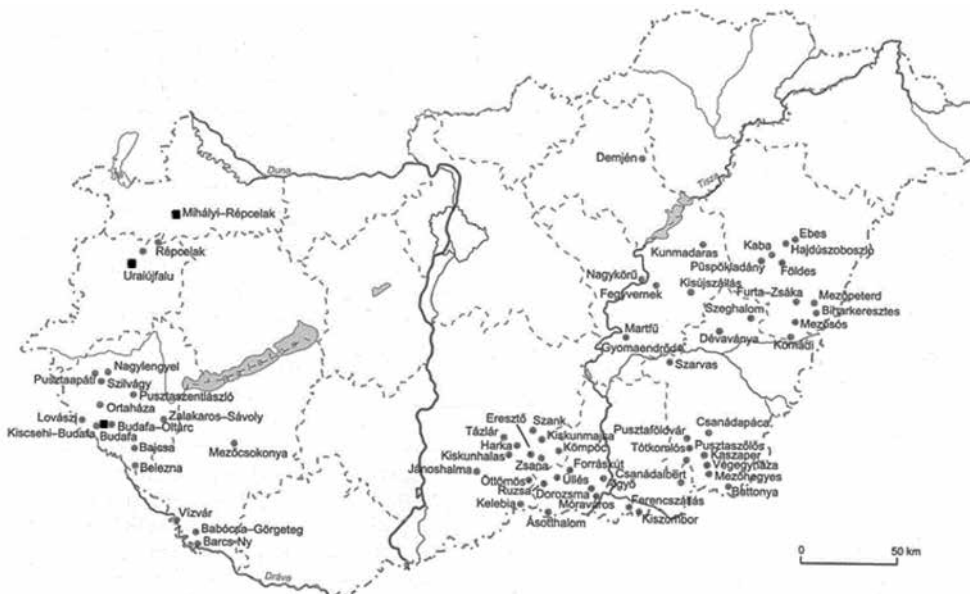 Duna
Demjén
Tisza
Mihályi–Répcelak
Répcelak
Uraiújfalu
Ebes
Kaba
Hajdúszoboszló
Kunmadaras
Püspökladány
Földes
Nagykörű
Kisújszállás
Fegyvernek
Furta–Zsáka
Mezőpeterd
Szeghalom
Biharkeresztes
Mezősós
Martfű
Gyomaendrőd
Dévaványa
Komádi
Szarvas
Nagylengyel
Pusztaapáti
Szilvágy
Pusztaszentlászló
Ortaháza
Lovászi
Zalakaros–Sávoly
Budafa–Oltárc
Kiscsehi–Budafa
Budafa
Bajcsa
Mezőcsokonya
Belezna
Eresztő
Szank
Tázlár
Kiskunmajsa
Harka
Kömpöc
Kiskunhalas
Zsana
Forráskút
Jánoshalma
Öttömös
Üllés
Algyő
Ruzsa
Dorozsma
Móraváros
Kelebia
Ásotthalom
Csanádapáca
Pusztaföldvár
Tótkomlós
Pusztaszőlős
Kaszaper
Végegyháza
Csanádalbert
Mezőhegyes
Battonya
Ferencszállás
Kiszombor
Vízvár
Babócsa–Görgeteg
Barcs-Ny
Dráva
0 50 km